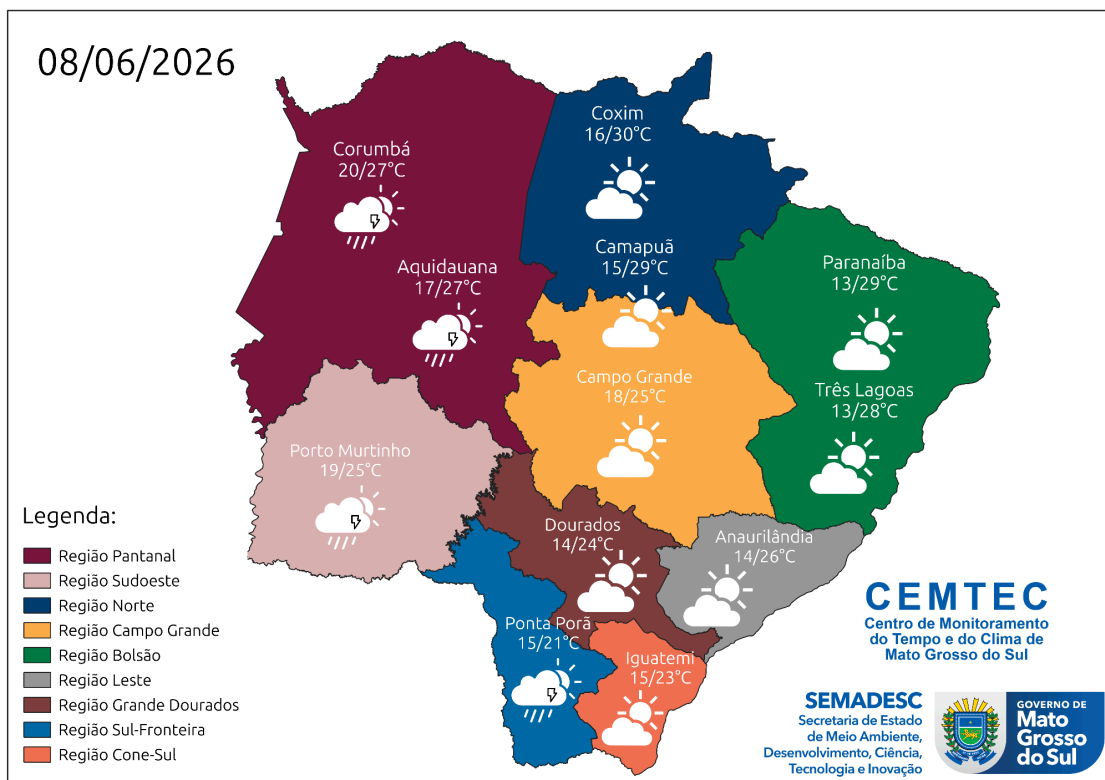 08/06/2026
Coxim
16/30°C
Corumbá
20/27°C
Camapuã
15/29°C
Aquidauana
17/27°C
Paranaíba
13/29°C
Campo Grande
18/25°C
Três Lagoas
13/28°C
Porto Murtinho
19/25°C
Dourados
14/24°C
Anaurilândia
14/26°C
Ponta Porã
15/21°C
Iguatemi
15/23°C
Legenda:
Região Pantanal
Região Sudoeste
Região Norte
Região Campo Grande
Região Bolsão
Região Leste
Região Grande Dourados
Região Sul-Fronteira
Região Cone-Sul
CEMTEC
Centro de Monitoramento
do Tempo e do Clima de
Mato Grosso do Sul
SEMADESC
Secretaria de Estado
de Meio Ambiente,
Desenvolvimento, Ciência,
Tecnologia e Inovação
GOVERNO DE
Mato
Grosso
do Sul